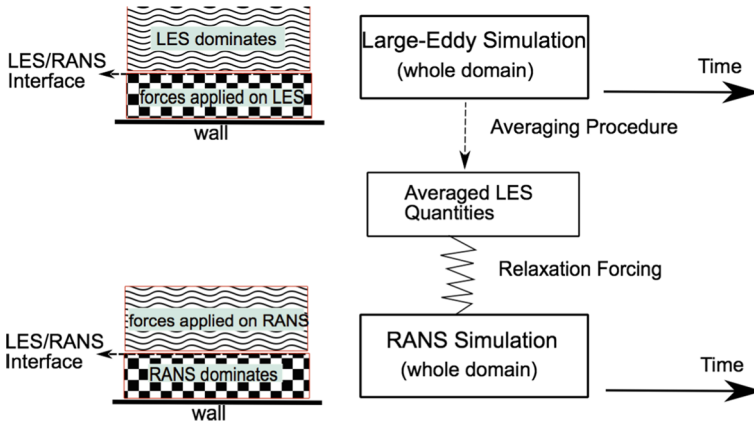 LES dominates
LES/RANS
Interface
forces applied on LES
wall
Large-Eddy Simulation
(whole domain)
Time
Averaging Procedure
Averaged LES
Quantities
Relaxation Forcing
forces applied on RANS
LES/RANS
Interface
RANS dominates
wall
RANS Simulation
(whole domain)
Time